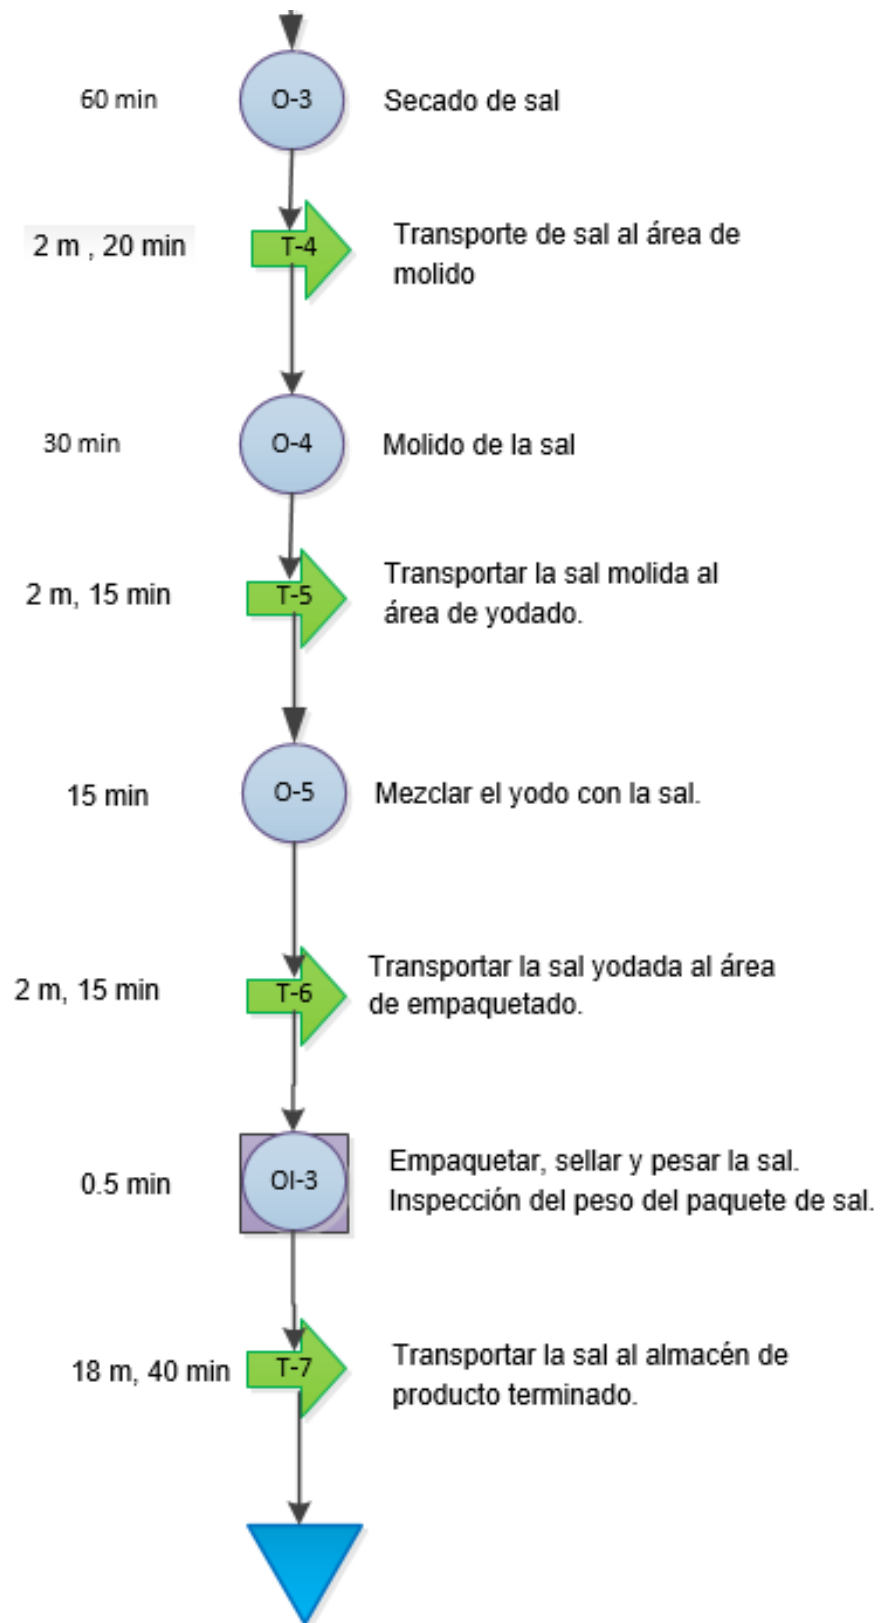 60 min
O-3
Secado de sal
2 m , 20 min
T-4
Transporte de sal al área de
molido
30 min
O-4
Molido de la sal
2 m, 15 min
T-5
Transportar la sal molida al
área de yodado.
15 min
O-5
Mezclar el yodo con la sal.
2 m, 15 min
T-6
Transportar la sal yodada al área
de empaquetado.
0.5 min
OI-3
Empaquetar, sellar y pesar la sal.
Inspección del peso del paquete de sal.
18 m, 40 min
T-7
Transportar la sal al almacén de
producto terminado.